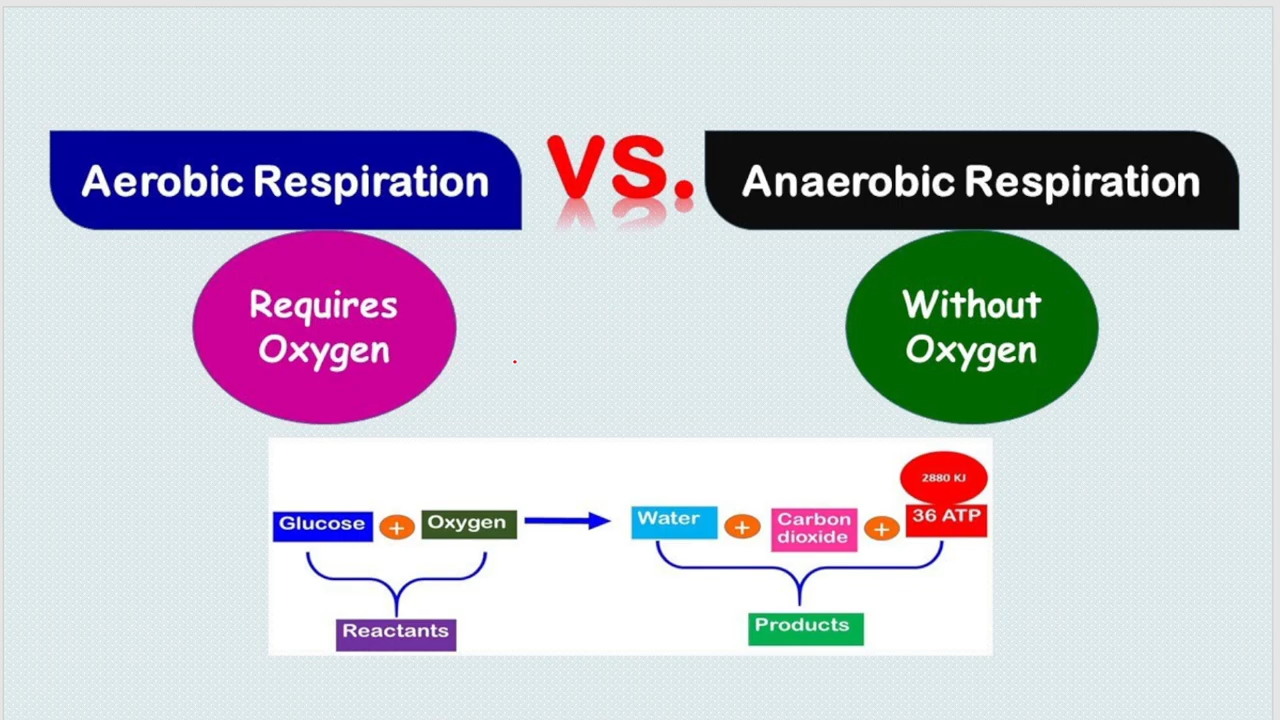 Aerobic Respiration
VS.
Anaerobic Respiration
Requires
Oxygen
Without
Oxygen
2880 KJ
Glucose + Oxygen
Water + Carbon dioxide + 36 ATP
Reactants
Products